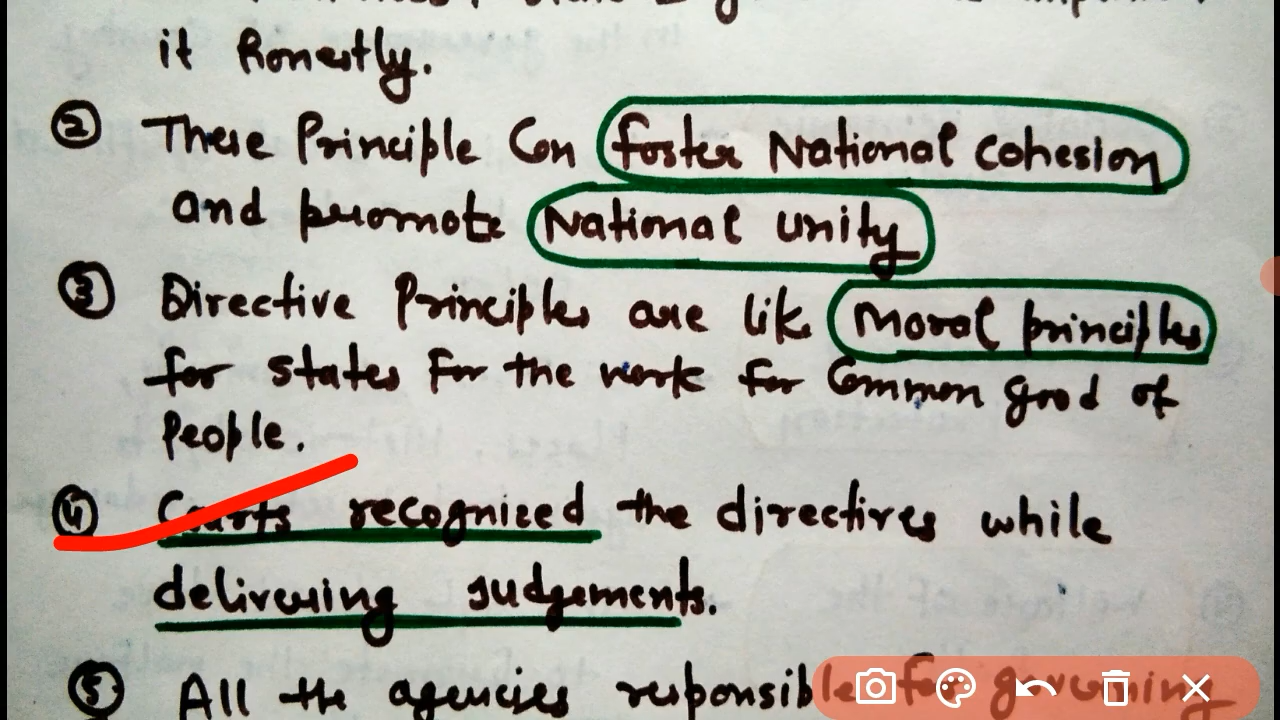 it honestly.
② These Principle Can foster National cohesion
and promote National unity
③ Directive Principles are like Moral principles
for states For the work for Common good of
People.
④ Courts recognized the directives while
delivering judgements.
⑤ All the agencies responsible for governing